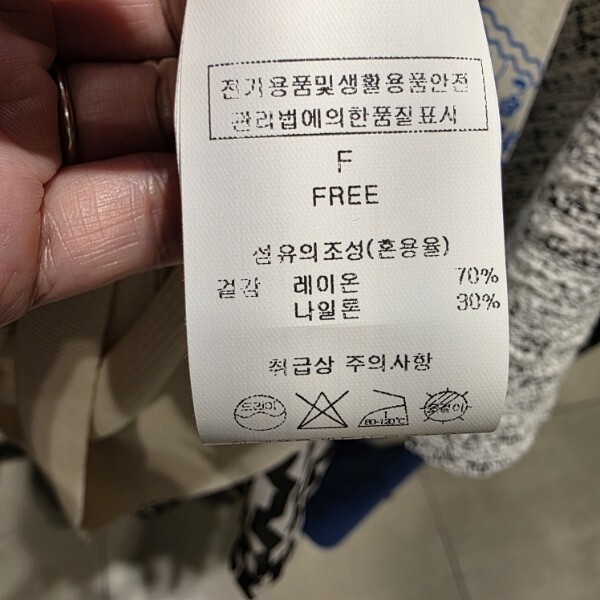 전기용품및생활용품안전
관리법에의한품질표시
F
FREE
섬유의조성(혼용율)
겉감 레이온 70%
나일론 30%
취급상 주의사항
드라이
80-120℃